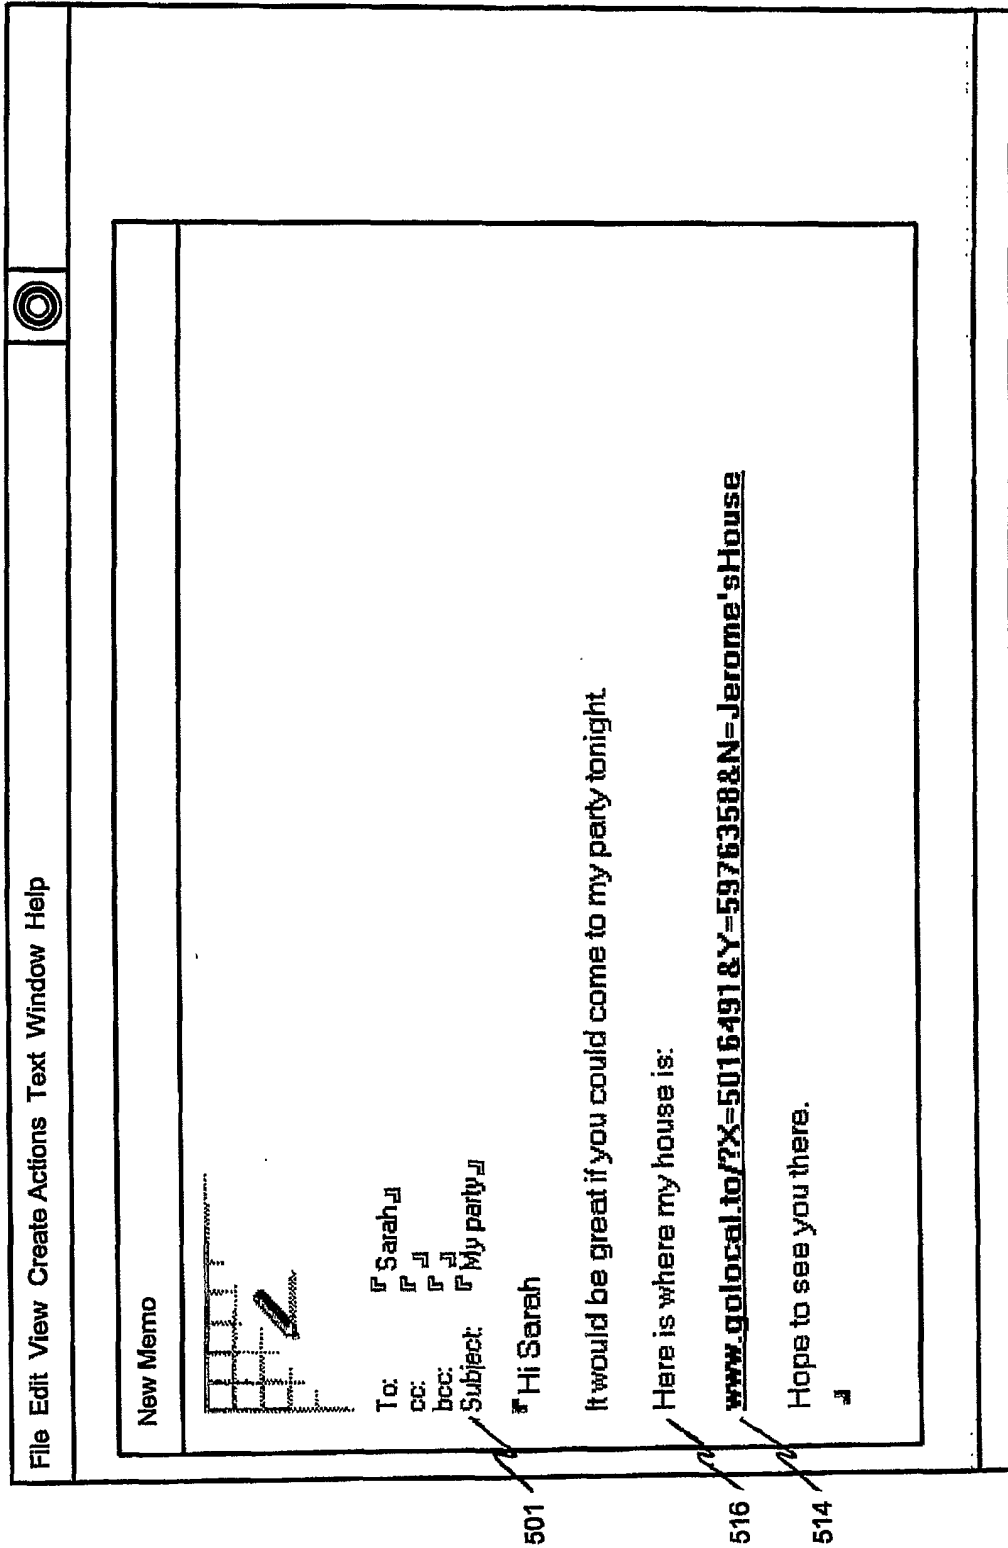 File Edit View Create Actions Text Window Help
New Memo
To: 『Sarah』
cc: 『 』
bcc: 『 』
Subject: 『My party』
『Hi Sarah
It would be great if you could come to my party tonight.
Here is where my house is:
www.golocal.to/?X=5016491&Y=5976358&N=Jerome'sHouse
Hope to see you there.
』
501
516
514